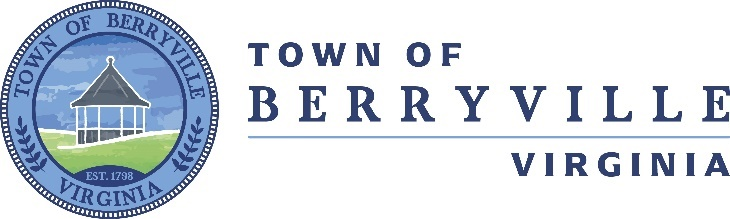 TOWN OF BERRYVILLE
EST. 1798
VIRGINIA
TOWN OF
BERRYVILLE
VIRGINIA